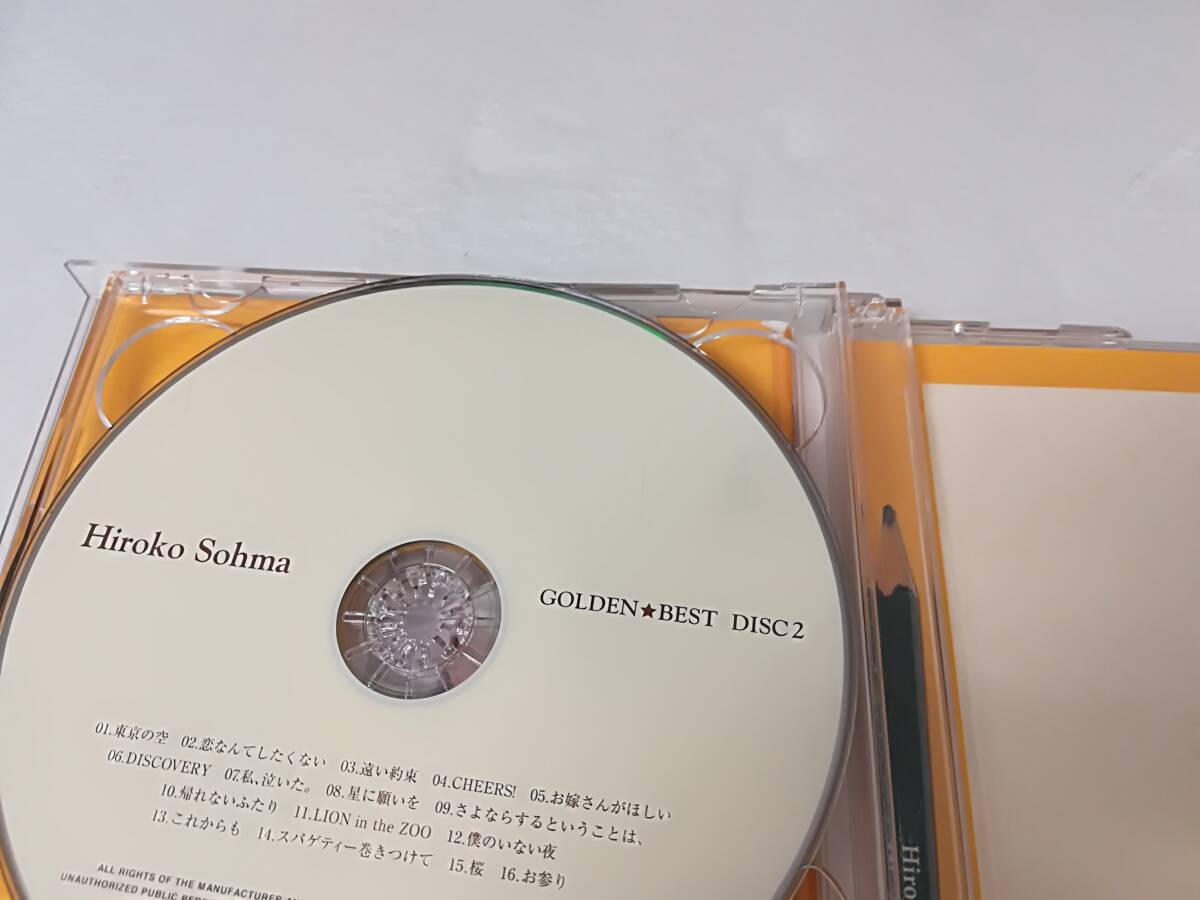 Hiroko Sohma
GOLDEN★BEST DISC 2
01.東京の空 02.恋なんてしたくない 03.遠い約束 04.CHEERS! 05.お嫁さんがほしい
06.DISCOVERY 07.私、泣いた。 08.星に願いを 09.さよならするということは、
10.帰れないふたり 11.LION in the ZOO 12.僕のいない夜
13.これからも 14.スパゲティー巻きつけて 15.桜 16.お参り
ALL RIGHTS OF THE MANUFACTURER
UNAUTHORIZED PUBLIC
Hiro